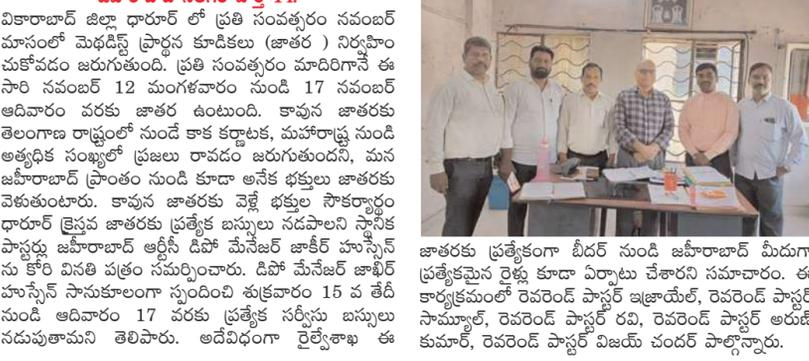 వికారాబాద్ జిల్లా ధారూర్ లో ప్రతి సంవత్సరం నవంబర్
మాసంలో మెథడిస్ట్ ప్రార్థన కూడికలు (జాతర ) నిర్వహిం
చుకోవడం జరుగుతుంది. ప్రతి సంవత్సరం మాదిరిగానే ఈ
సారి నవంబర్ 12 మంగళవారం నుండి 17 నవంబర్
ఆదివారం వరకు జాతర ఉంటుంది. కావున జాతరకు
తెలంగాణ రాష్ట్రంలో నుండే కాక కర్ణాటక, మహారాష్ట్ర నుండి
అత్యధిక సంఖ్యలో ప్రజలు రావడం జరుగుతుందని, మన
జహీరాబాద్ ప్రాంతం నుండి కూడా అనేక భక్తులు జాతరకు
వెళుతుంటారు. కావున జాతరకు వెళ్లే భక్తుల సౌకర్యార్థం
ధారూర్ క్రైస్తవ జాతరకు ప్రత్యేక బస్సులు నడపాలని స్థానిక
పాస్టర్లు జహీరాబాద్ ఆర్టీసీ డిపో మేనేజర్ జాకీర్ హుస్సేన్
ను కోరి వినతి పత్రం సమర్పించారు. డిపో మేనేజర్ జాఖీర్
హుస్సేన్ సానుకూలంగా స్పందించి శుక్రవారం 15 వ తేదీ
నుండి ఆదివారం 17 వరకు ప్రత్యేక సర్వీసు బస్సులు
నడుపుతామని తెలిపారు. అదేవిధంగా రైల్వేశాఖ ఈ
జాతరకు ప్రత్యేకంగా బీదర్ నుండి జహీరాబాద్ మీదుగా
ప్రత్యేకమైన రైళ్లు కూడా ఏర్పాటు చేశారని సమాచారం. ఈ
కార్యక్రమంలో రెవరెండ్ పాస్టర్ ఇజ్రాయేల్, రెవరెండ్ పాస్టర్
సామ్యూల్, రెవరెండ్ పాస్టర్ రవి, రెవరెండ్ పాస్టర్ అరుణ్
కుమార్, రెవరెండ్ పాస్టర్ విజయ్ చందర్ పాల్గొన్నారు.